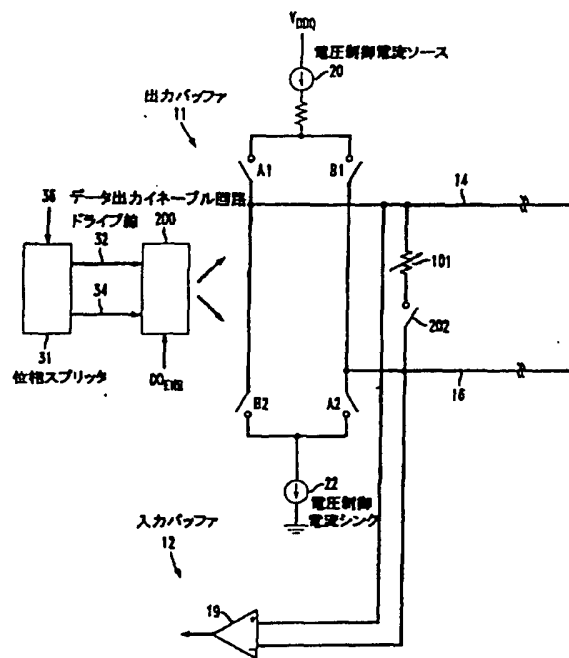 VDDQ
電圧制御電流ソース
20
出力バッファ
11
A1
B1
36
データ出力イネーブル回路
ドライブ線
32
200
14
101
34
202
31
位相スプリッタ
16
B2
A2
22
電圧制御
電流シンク
入力バッファ
12
19
+